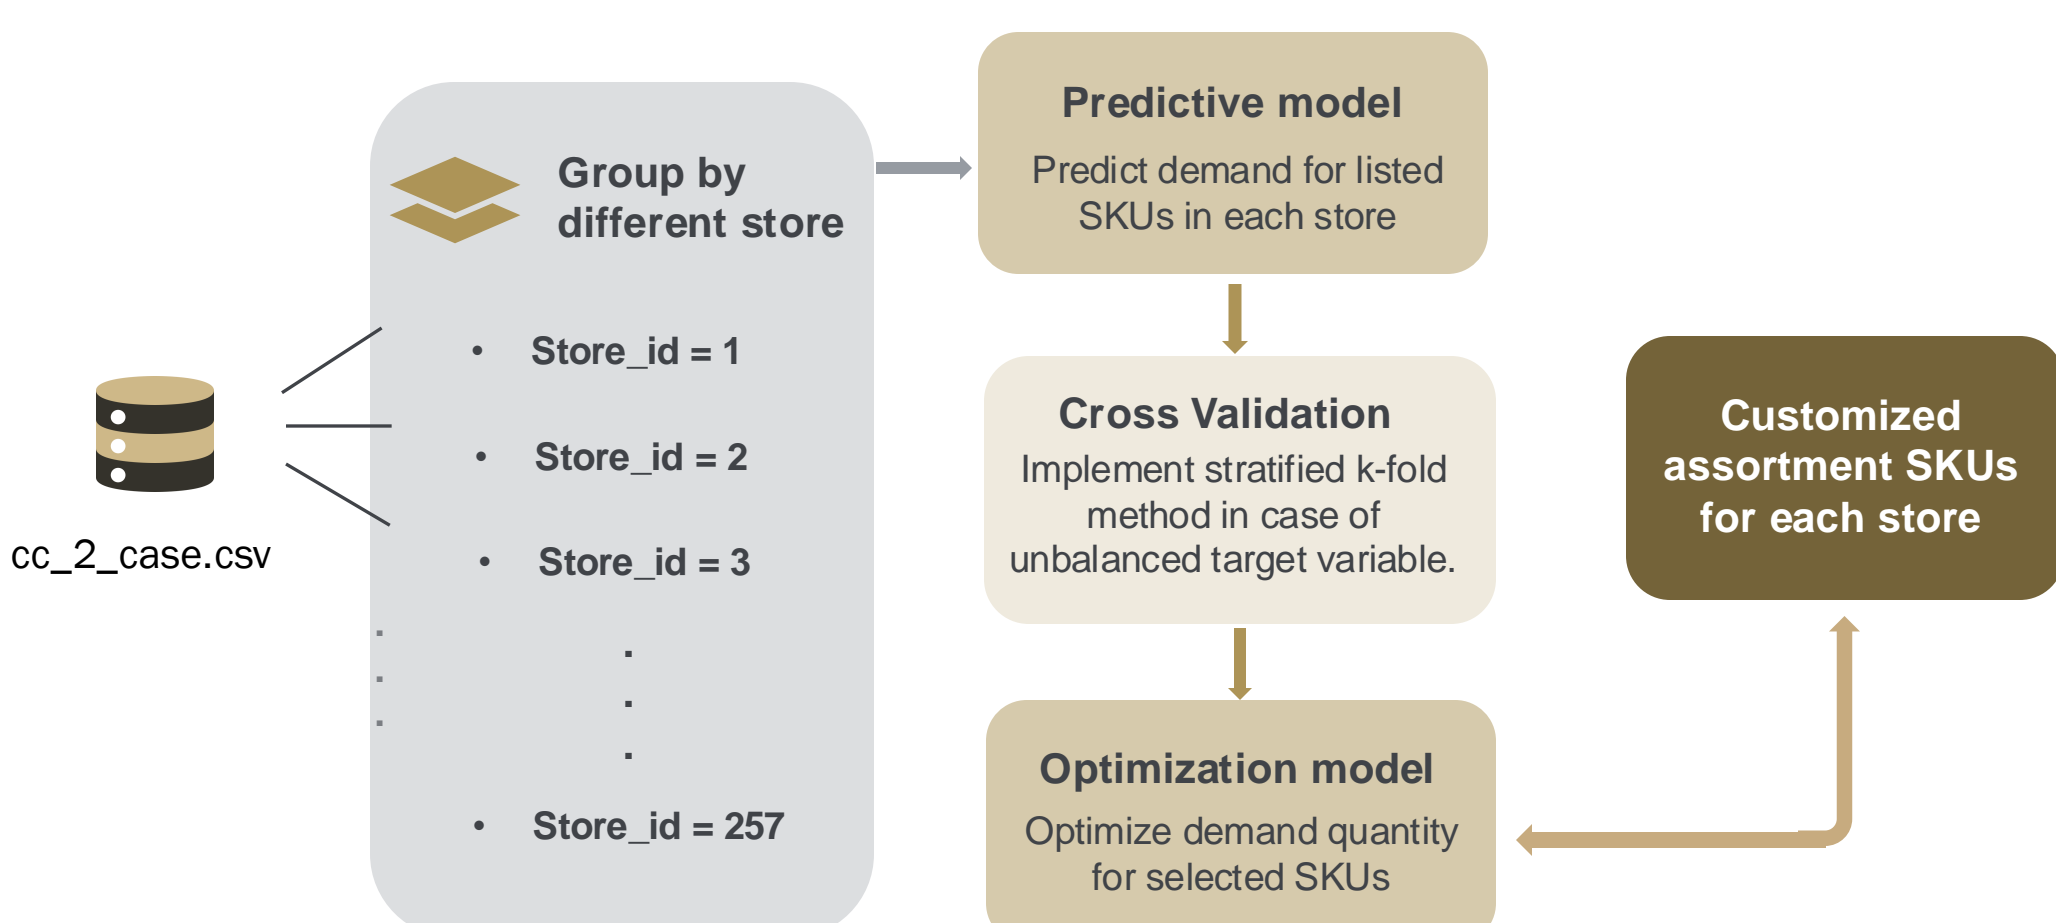 cc_2_case.csv
Group by
different store
• Store_id = 1
• Store_id = 2
• Store_id = 3
.
.
.
.
.
.
• Store_id = 257
Predictive model
Predict demand for listed
SKUs in each store
Cross Validation
Implement stratified k-fold
method in case of
unbalanced target variable.
Optimization model
Optimize demand quantity
for selected SKUs
Customized
assortment SKUs
for each store